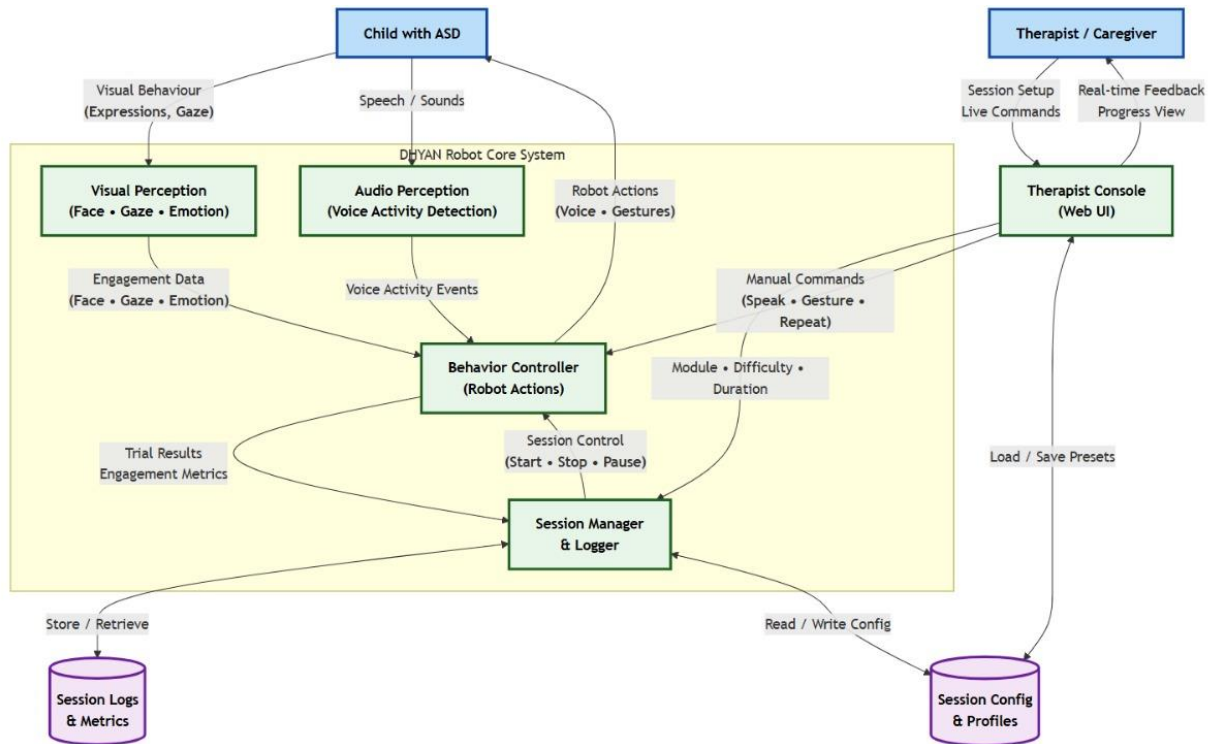 Child with ASD
Therapist / Caregiver
Visual Behaviour
(Expressions, Gaze)
Speech / Sounds
Session Setup
Live Commands
Real-time Feedback
Progress View
DHYAN Robot Core System
Visual Perception
(Face • Gaze • Emotion)
Audio Perception
(Voice Activity Detection)
Robot Actions
(Voice • Gestures)
Therapist Console
(Web UI)
Engagement Data
(Face • Gaze • Emotion)
Voice Activity Events
Manual Commands
(Speak • Gesture •
Repeat)
Behavior Controller
(Robot Actions)
Module • Difficulty •
Duration
Trial Results
Engagement Metrics
Session Control
(Start • Stop • Pause)
Load / Save Presets
Session Manager
& Logger
Store / Retrieve
Read / Write Config
Session Logs
& Metrics
Session Config
& Profiles